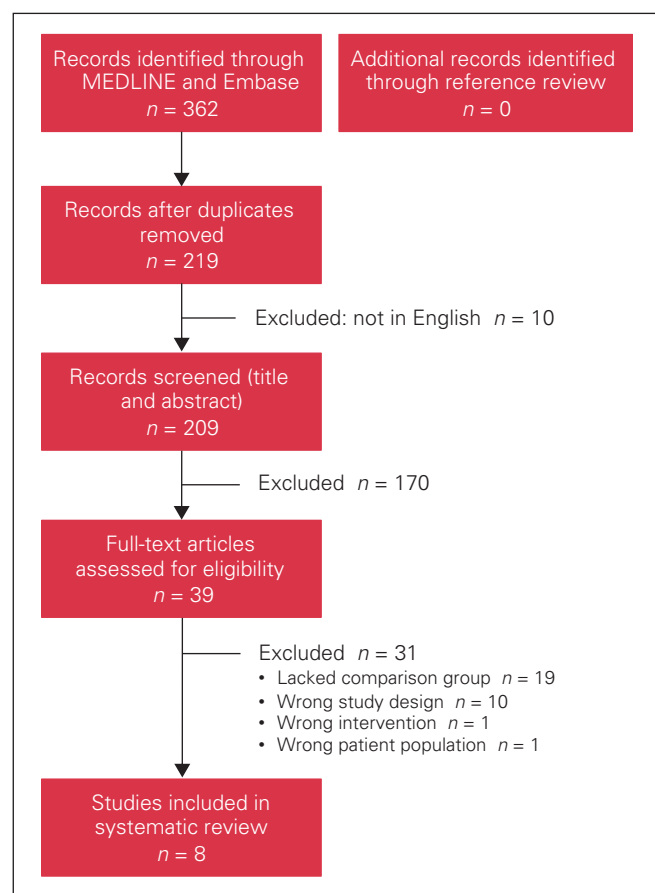 Records identified through
MEDLINE and Embase
n = 362
Additional records identified
through reference review
n = 0
Records after duplicates
removed
n = 219
Excluded: not in English n = 10
Records screened (title
and abstract)
n = 209
Excluded n = 170
Full-text articles
assessed for eligibility
n = 39
Excluded n = 31
• Lacked comparison group n = 19
• Wrong study design n = 10
• Wrong intervention n = 1
• Wrong patient population n = 1
Studies included in
systematic review
n = 8